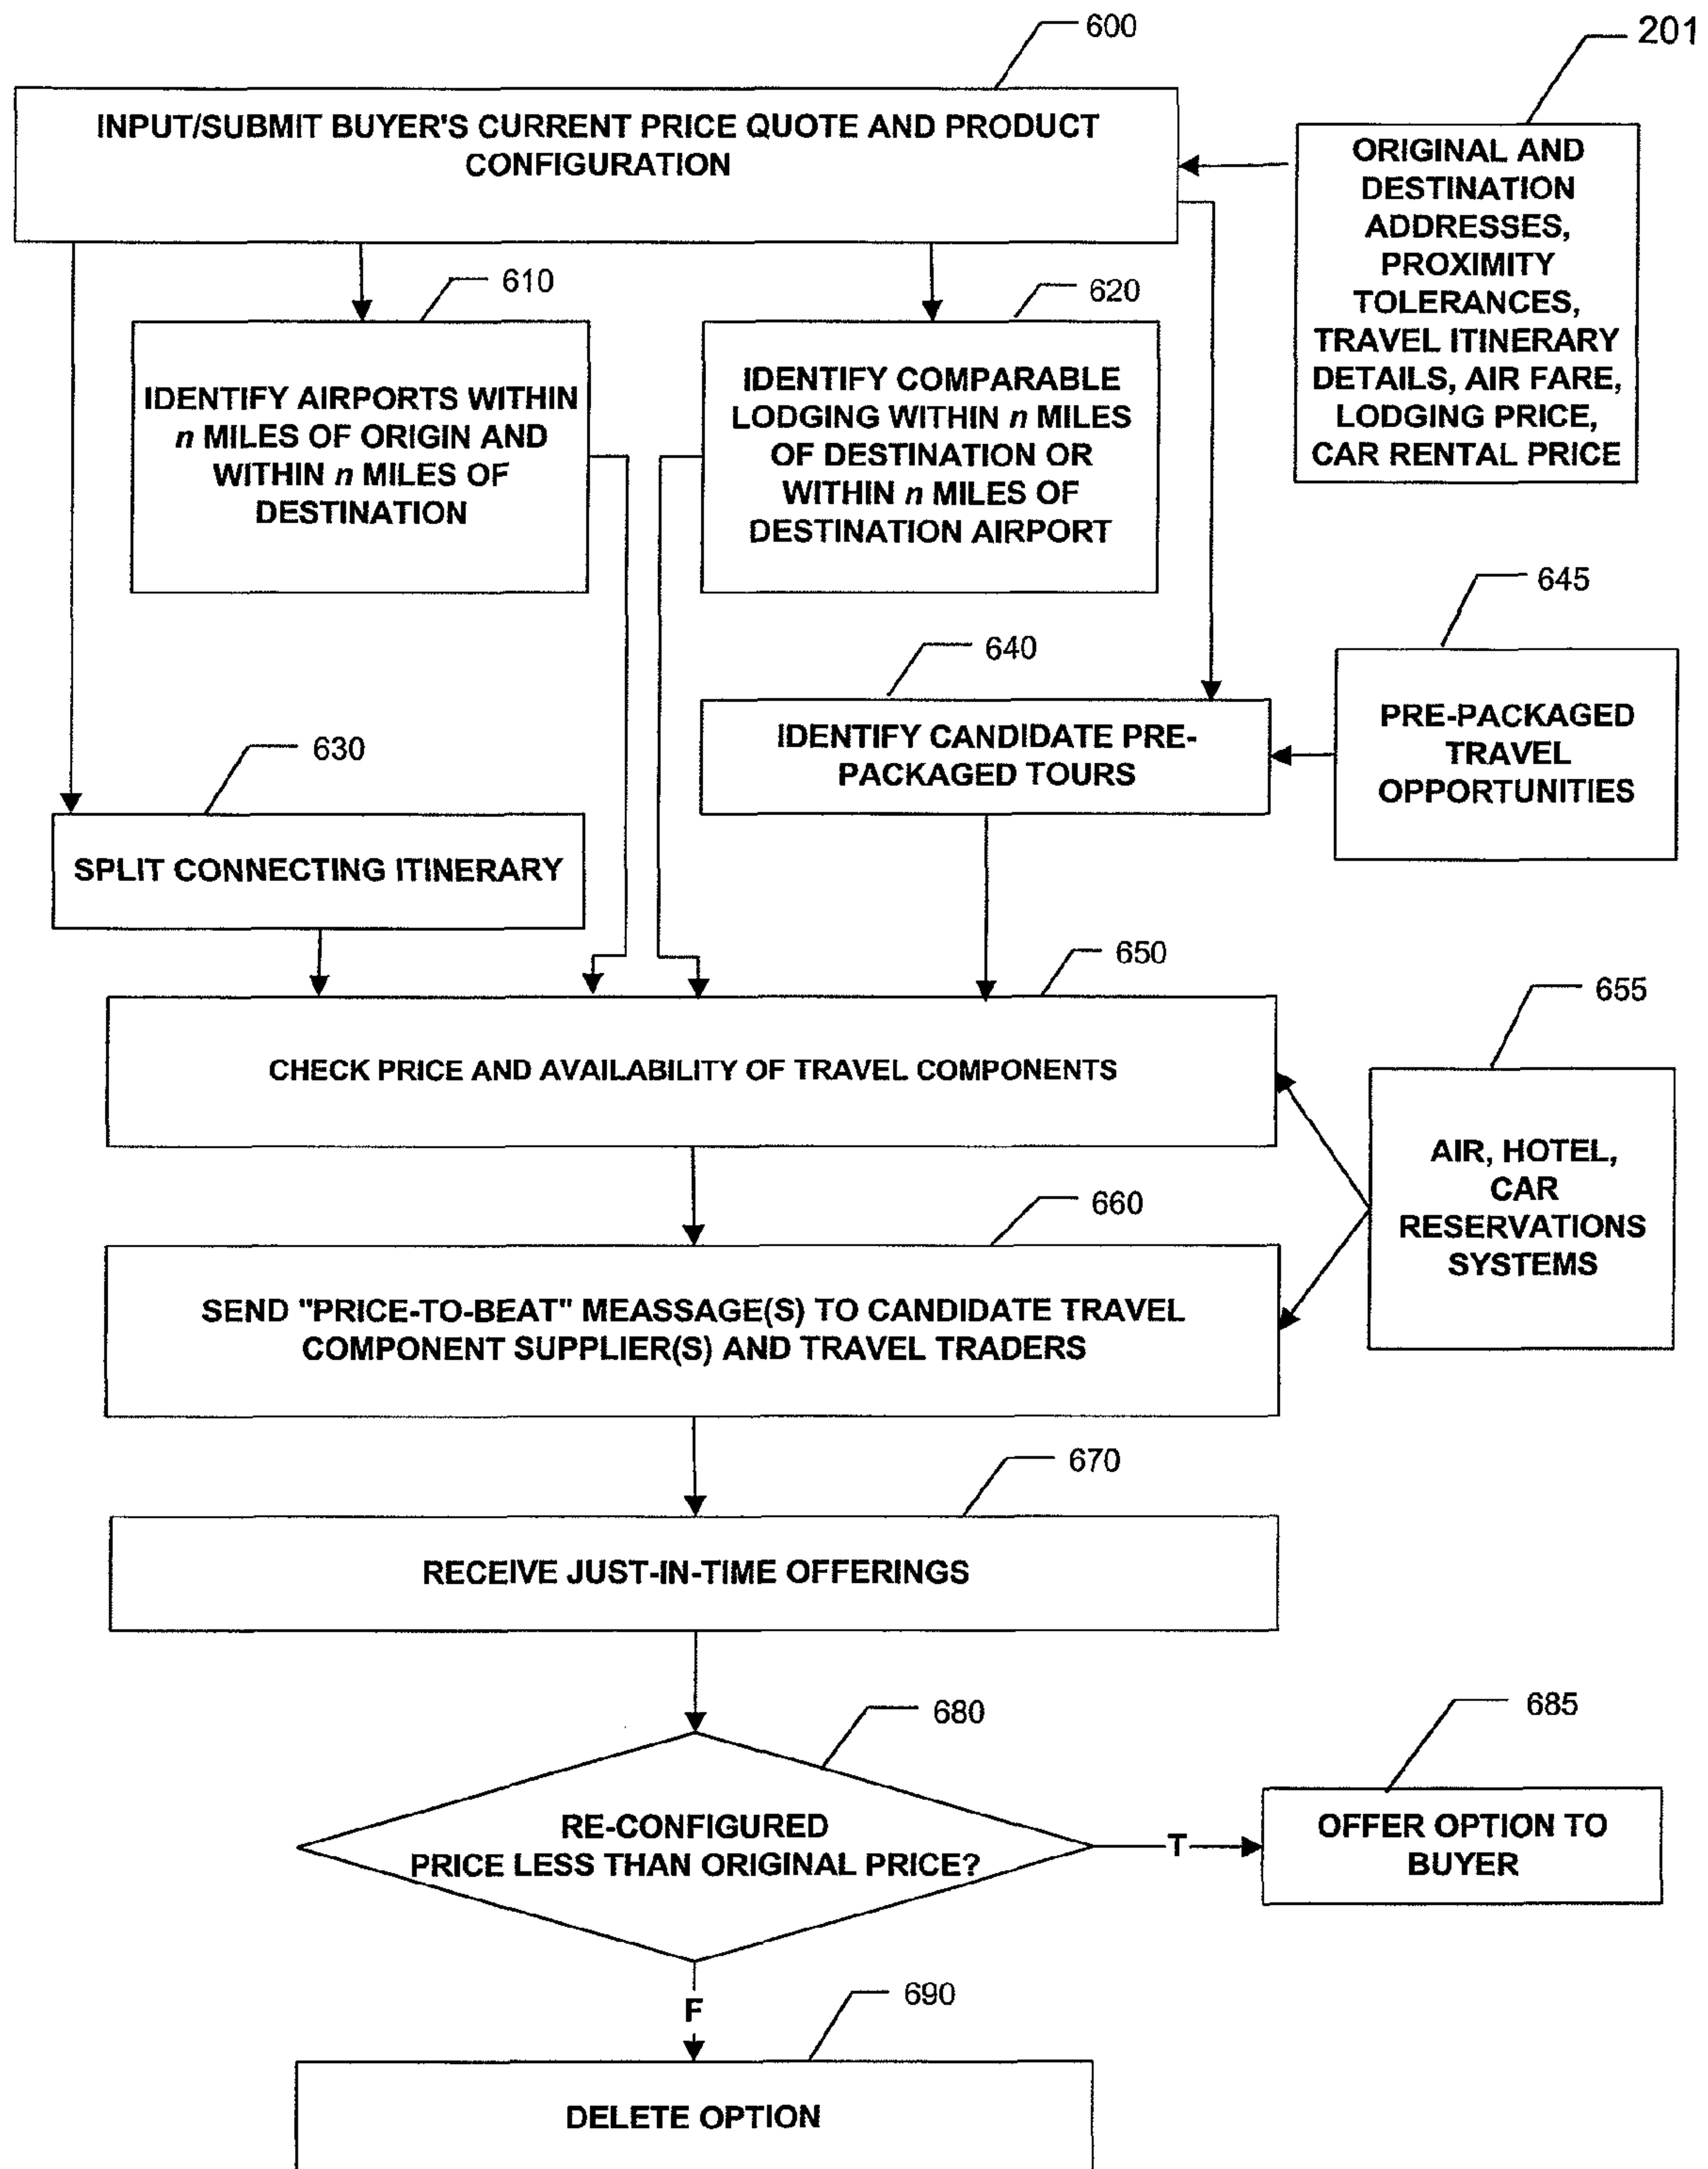 600
201
INPUT/SUBMIT BUYER'S CURRENT PRICE QUOTE AND PRODUCT
CONFIGURATION
ORIGINAL AND
DESTINATION
ADDRESSES,
PROXIMITY
TOLERANCES,
TRAVEL ITINERARY
DETAILS, AIR FARE,
LODGING PRICE,
CAR RENTAL PRICE
610
620
IDENTIFY AIRPORTS WITHIN
n MILES OF ORIGIN AND
WITHIN n MILES OF
DESTINATION
IDENTIFY COMPARABLE
LODGING WITHIN n MILES
OF DESTINATION OR
WITHIN n MILES OF
DESTINATION AIRPORT
645
640
PRE-PACKAGED
TRAVEL
OPPORTUNITIES
IDENTIFY CANDIDATE PRE-
PACKAGED TOURS
630
SPLIT CONNECTING ITINERARY
650
655
CHECK PRICE AND AVAILABILITY OF TRAVEL COMPONENTS
AIR, HOTEL,
CAR
RESERVATIONS
SYSTEMS
660
SEND "PRICE-TO-BEAT" MEASSAGE(S) TO CANDIDATE TRAVEL
COMPONENT SUPPLIER(S) AND TRAVEL TRADERS
670
RECEIVE JUST-IN-TIME OFFERINGS
680
685
RE-CONFIGURED
PRICE LESS THAN ORIGINAL PRICE?
T
OFFER OPTION TO
BUYER
F
690
DELETE OPTION